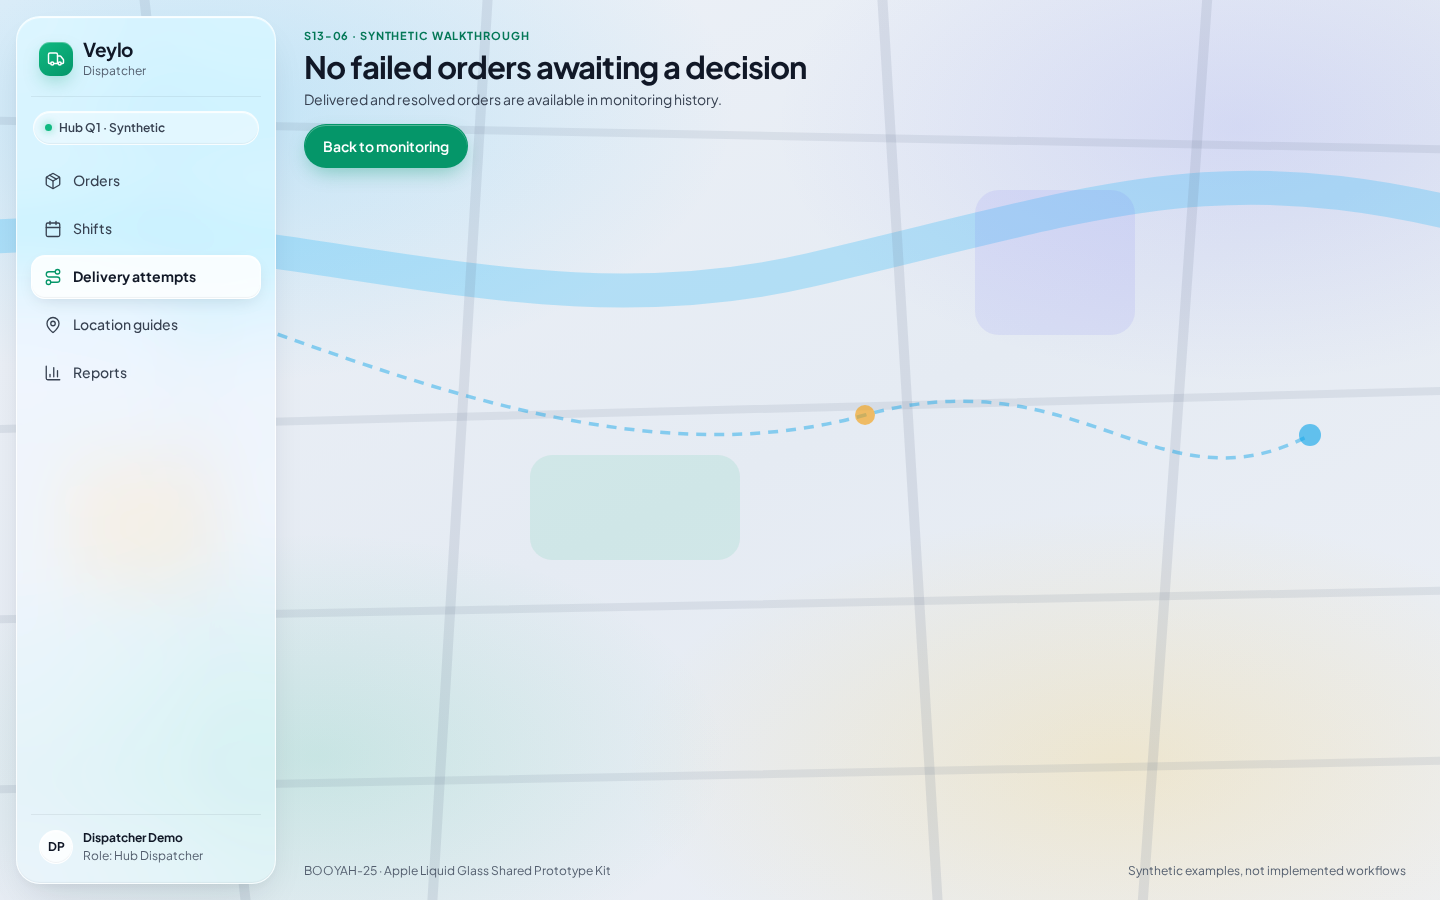 Veylo
Dispatcher
Hub Q1 · Synthetic
Orders
Shifts
Delivery attempts
Location guides
Reports
DP
Dispatcher Demo
Role: Hub Dispatcher
S13-06 · SYNTHETIC WALKTHROUGH
No failed orders awaiting a decision
Delivered and resolved orders are available in monitoring history.
Back to monitoring
BOOYAH-25 · Apple Liquid Glass Shared Prototype Kit
Synthetic examples, not implemented workflows